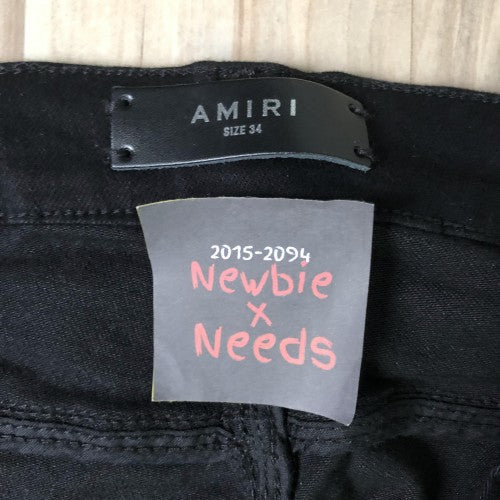 AMIRI
SIZE 34
2015-2094
Newbie
x
Needs